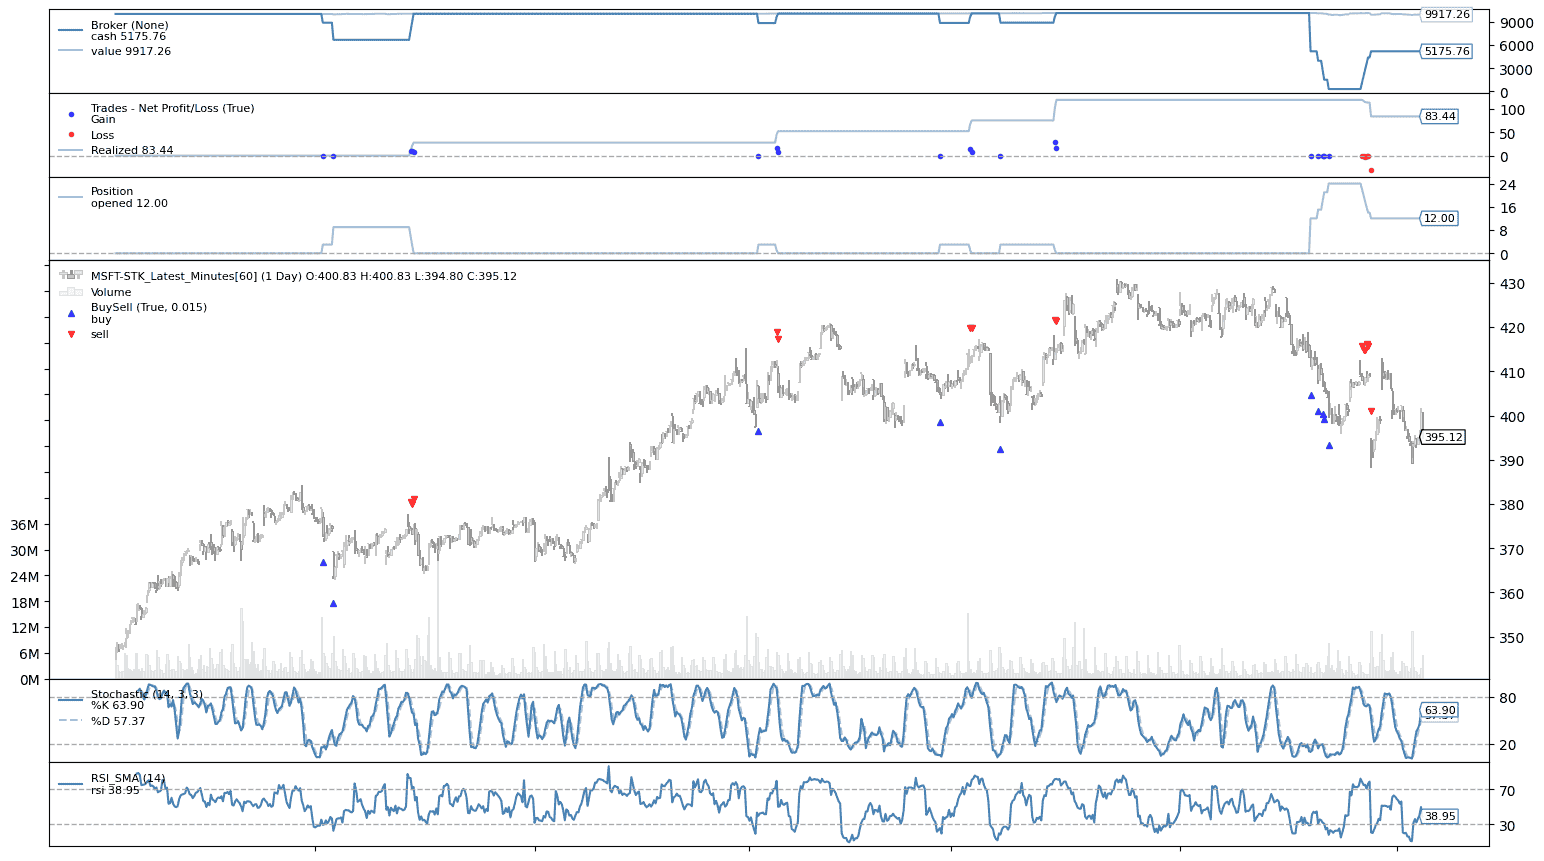 Broker (None)
cash 5175.76
value 9917.26
9917.26
9000
6000
5175.76
3000
0
Trades - Net Profit/Loss (True)
Gain
Loss
Realized 83.44
100
83.44
50
0
Position
opened 12.00
24
16
12.00
8
0
MSFT-STK_Latest_Minutes[60] (1 Day) O:400.83 H:400.83 L:394.80 C:395.12
Volume
BuySell (True, 0.015)
buy
sell
430
420
410
400
395.12
390
380
370
360
350
36M
30M
24M
18M
12M
6M
0M
Stochastic (14, 3, 3)
%K 63.90
%D 57.37
80
63.90
20
RSI_SMA (14)
rsi 38.95
70
38.95
30